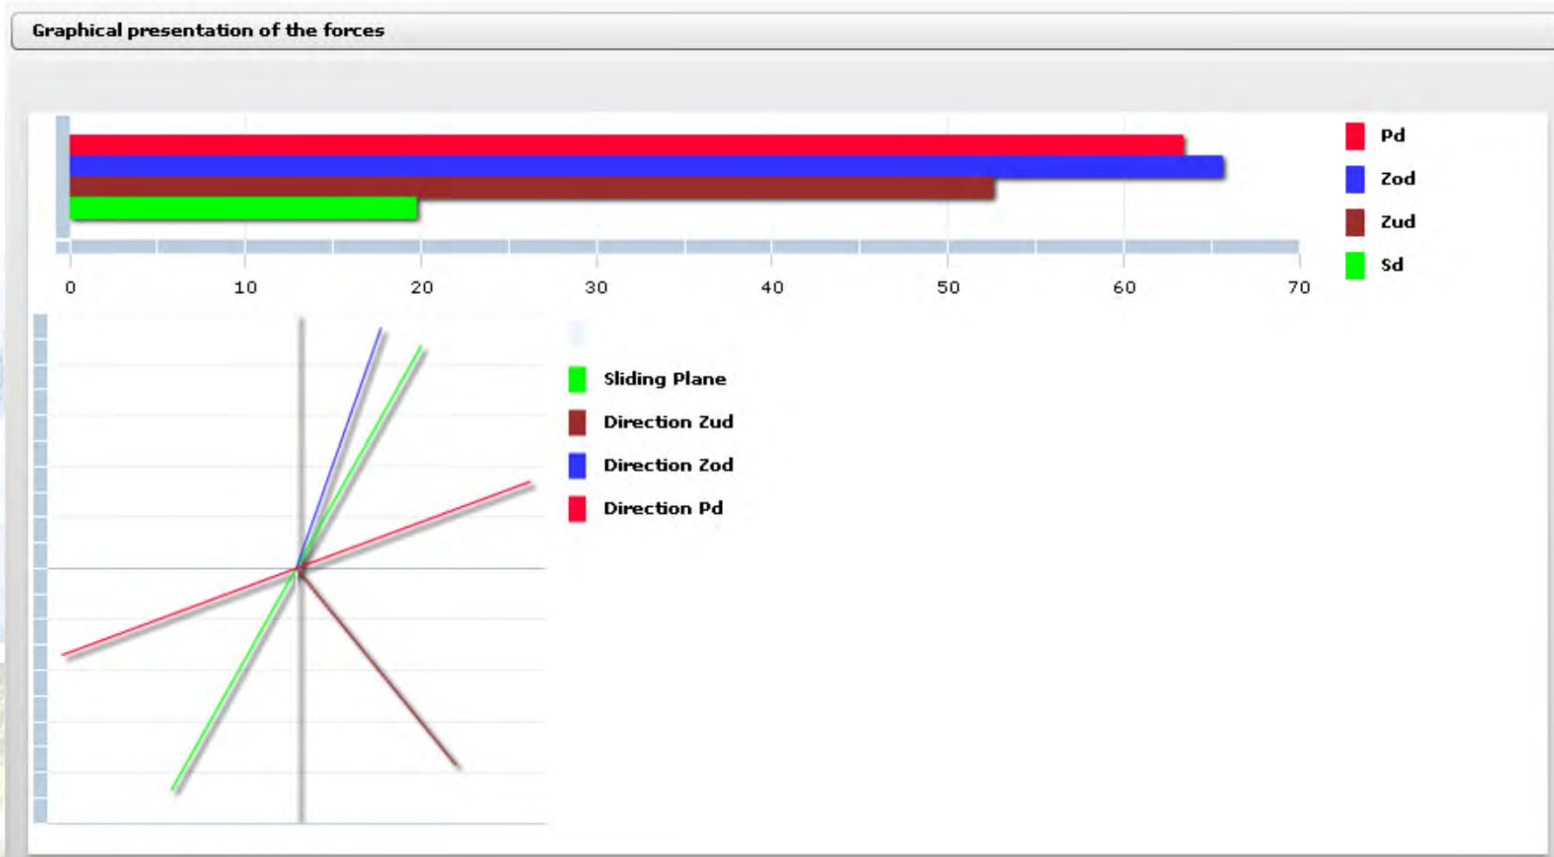 Graphical presentation of the forces
Pd
Zod
Zud
Sd
0 10 20 30 40 50 60 70
Sliding Plane
Direction Zud
Direction Zod
Direction Pd